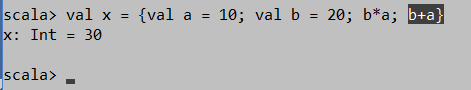 scala> val x = {val a = 10; val b = 20; b*a; b+a}
x: Int = 30
scala>